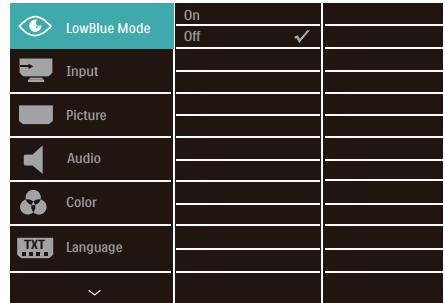 LowBlue Mode
On
Off
Input
Picture
Audio
Color
TXT
Language